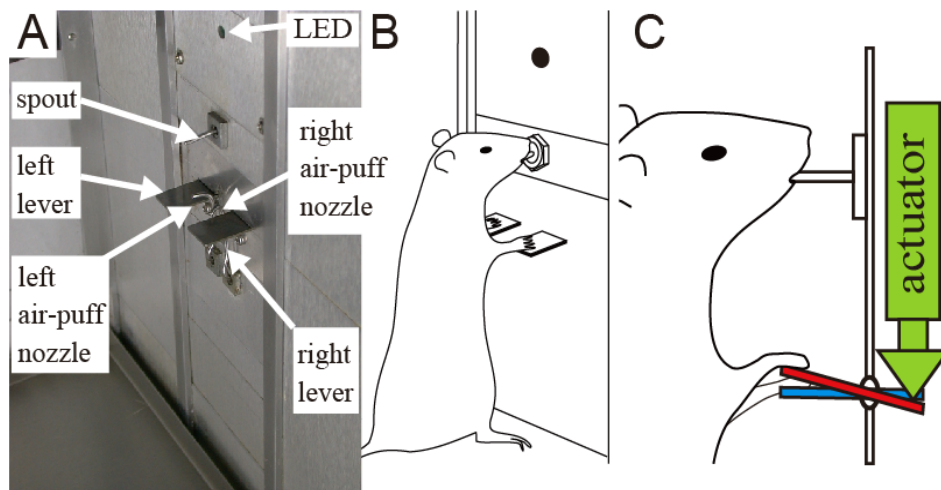 A
LED
spout
left
lever
right
air-puff
nozzle
left
air-puff
nozzle
right
lever
B
C
actuator